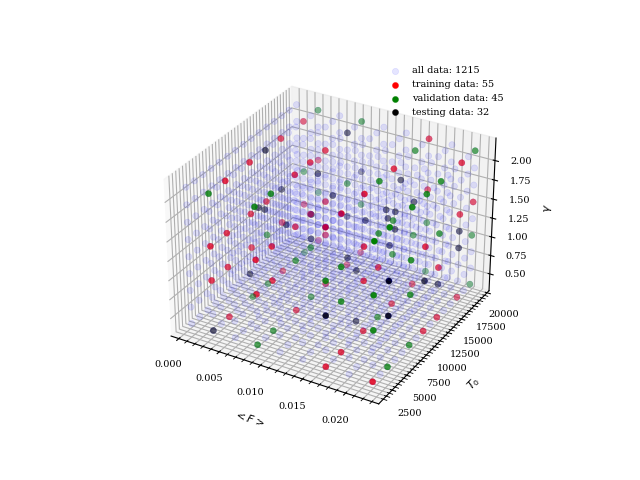 all data: 1215
training data: 55
validation data: 45
testing data: 32
2.00
1.75
1.50
1.25
1.00
0.75
0.50
γ
20000
17500
15000
12500
10000
7500
5000
2500
T₀
0.000
0.005
0.010
0.015
0.020
< F >